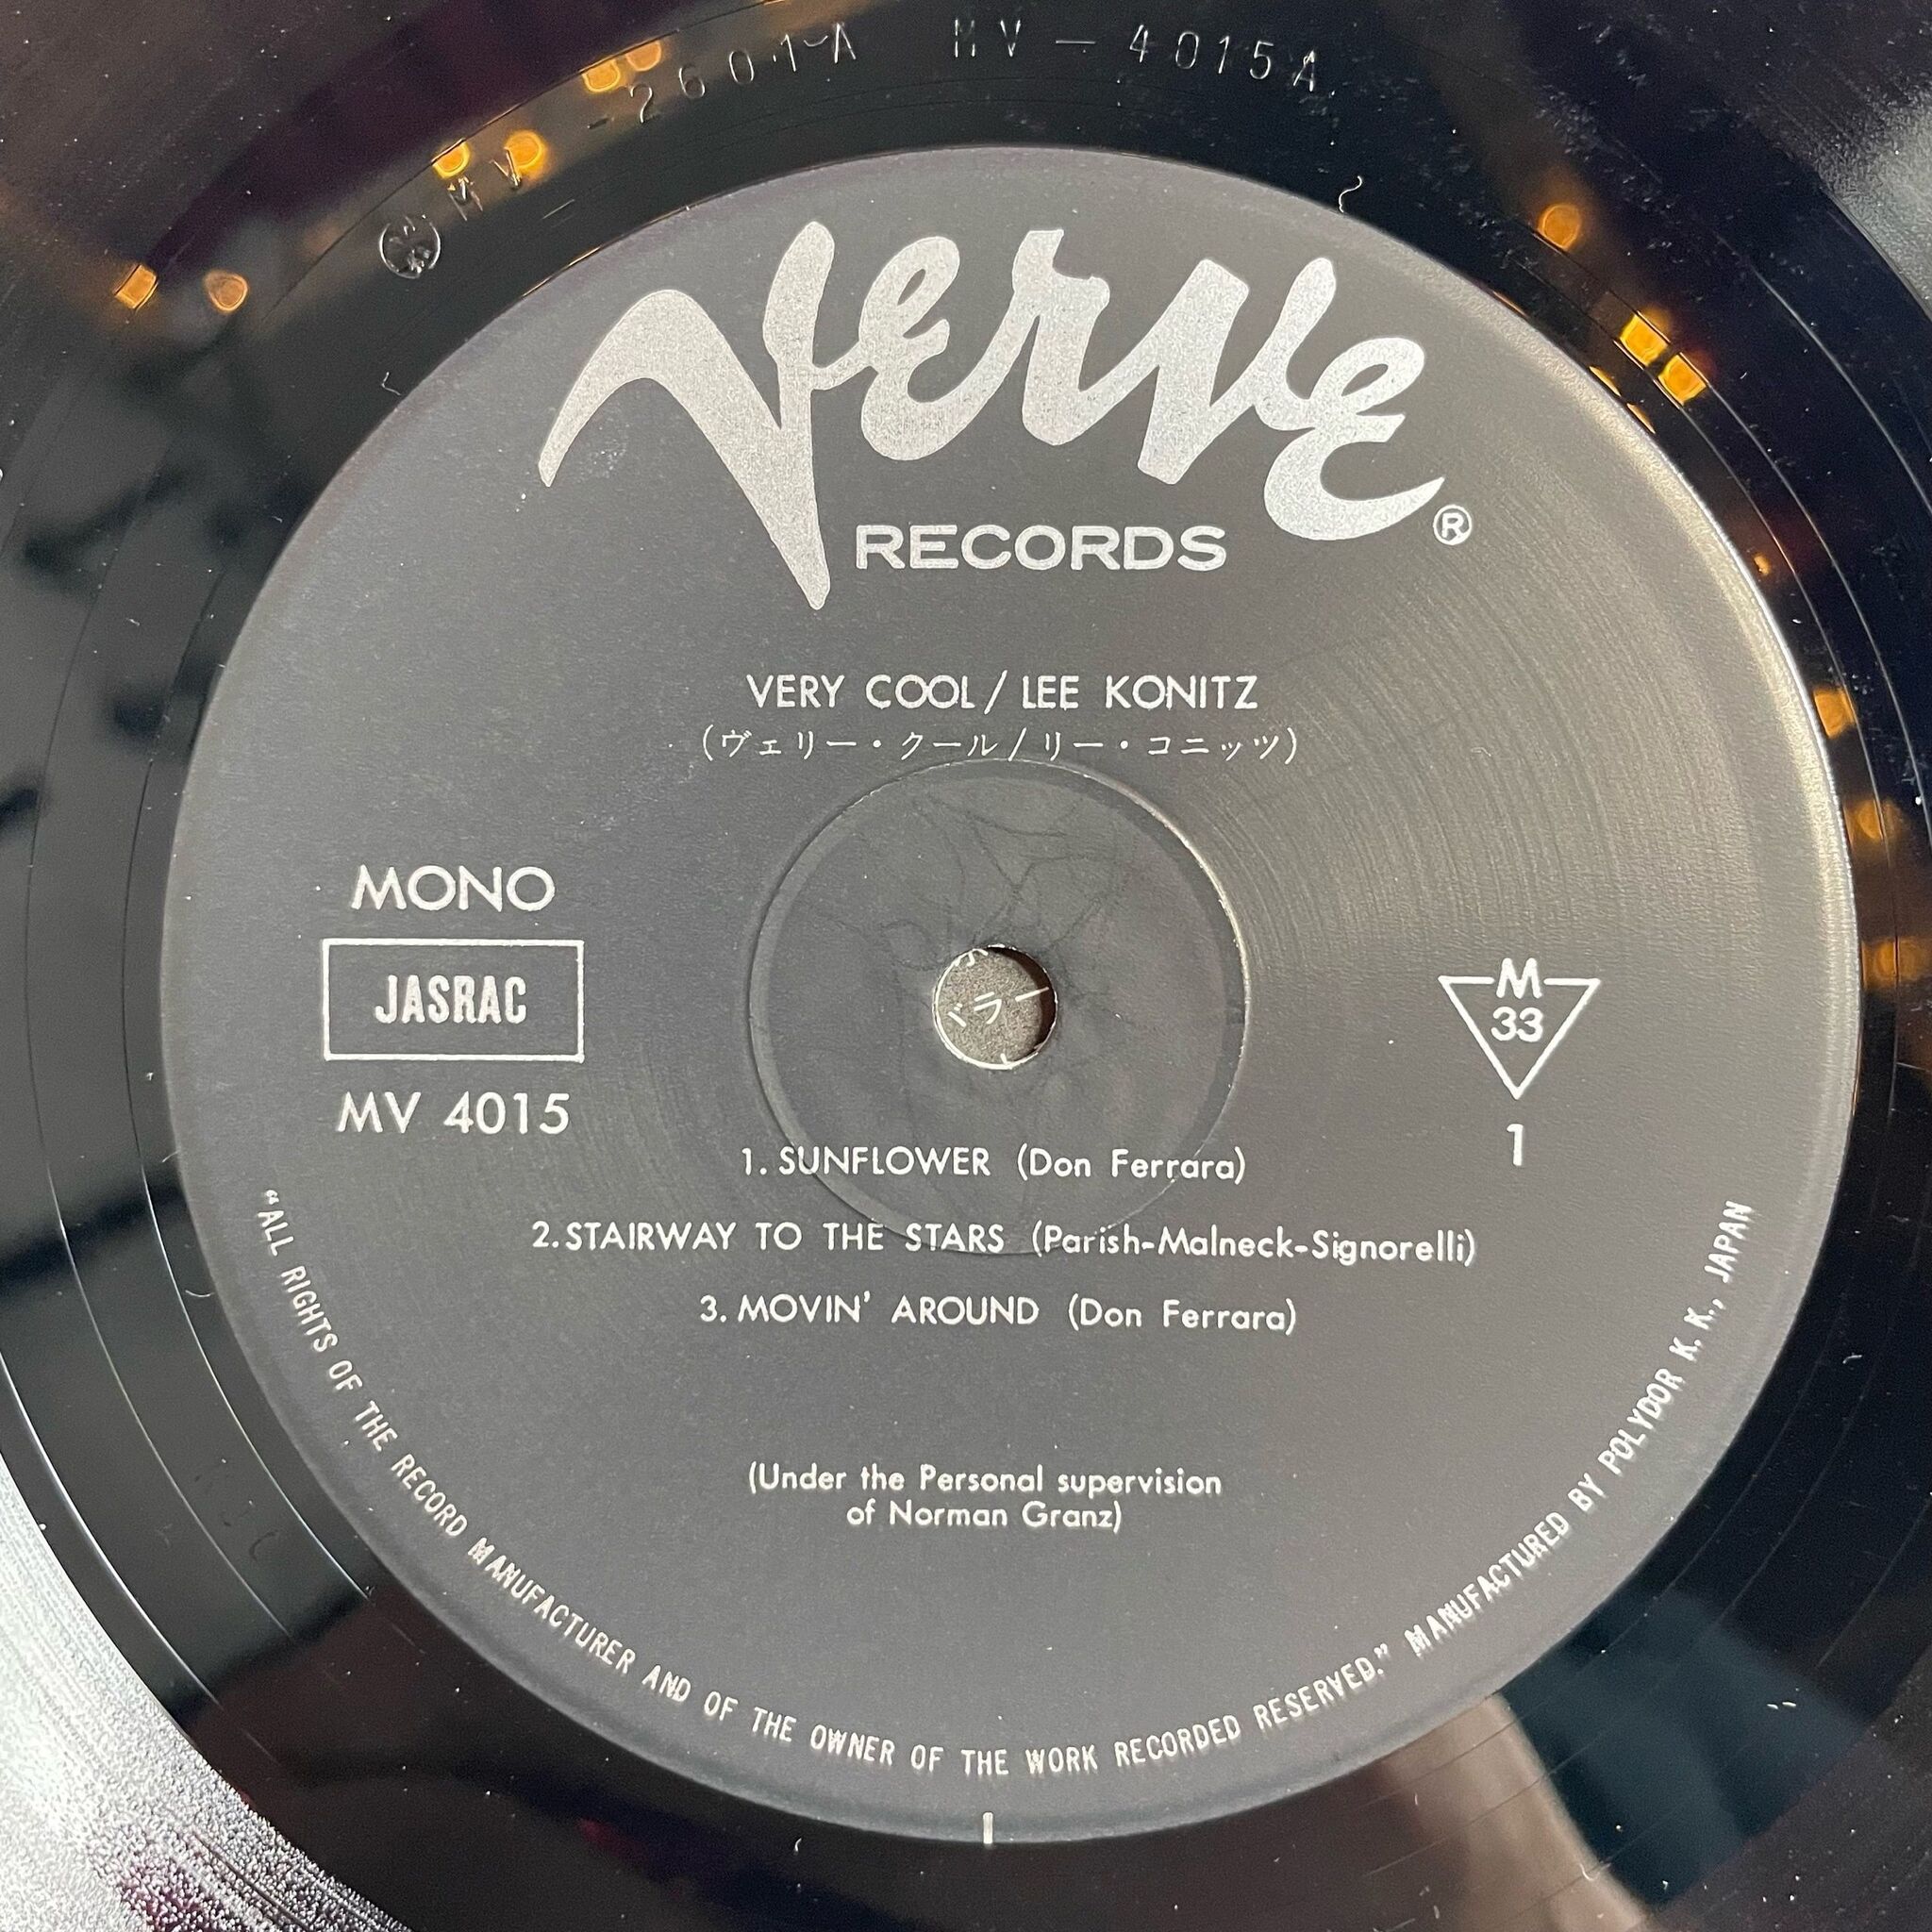 MV-2601-A MV-4015A
Verve
RECORDS ®
VERY COOL / LEE KONITZ
(ヴェリー・クール / リー・コニッツ)
MONO
JASRAC
MV 4015
M
33
1
1. SUNFLOWER (Don Ferrara)
2. STAIRWAY TO THE STARS (Parish-Malneck-Signorelli)
3. MOVIN' AROUND (Don Ferrara)
(Under the Personal supervision
of Norman Granz)
"ALL RIGHTS OF THE RECORD MANUFACTURER AND OF THE OWNER OF THE WORK RECORDED RESERVED." MANUFACTURED BY POLYDOR K. K., JAPAN